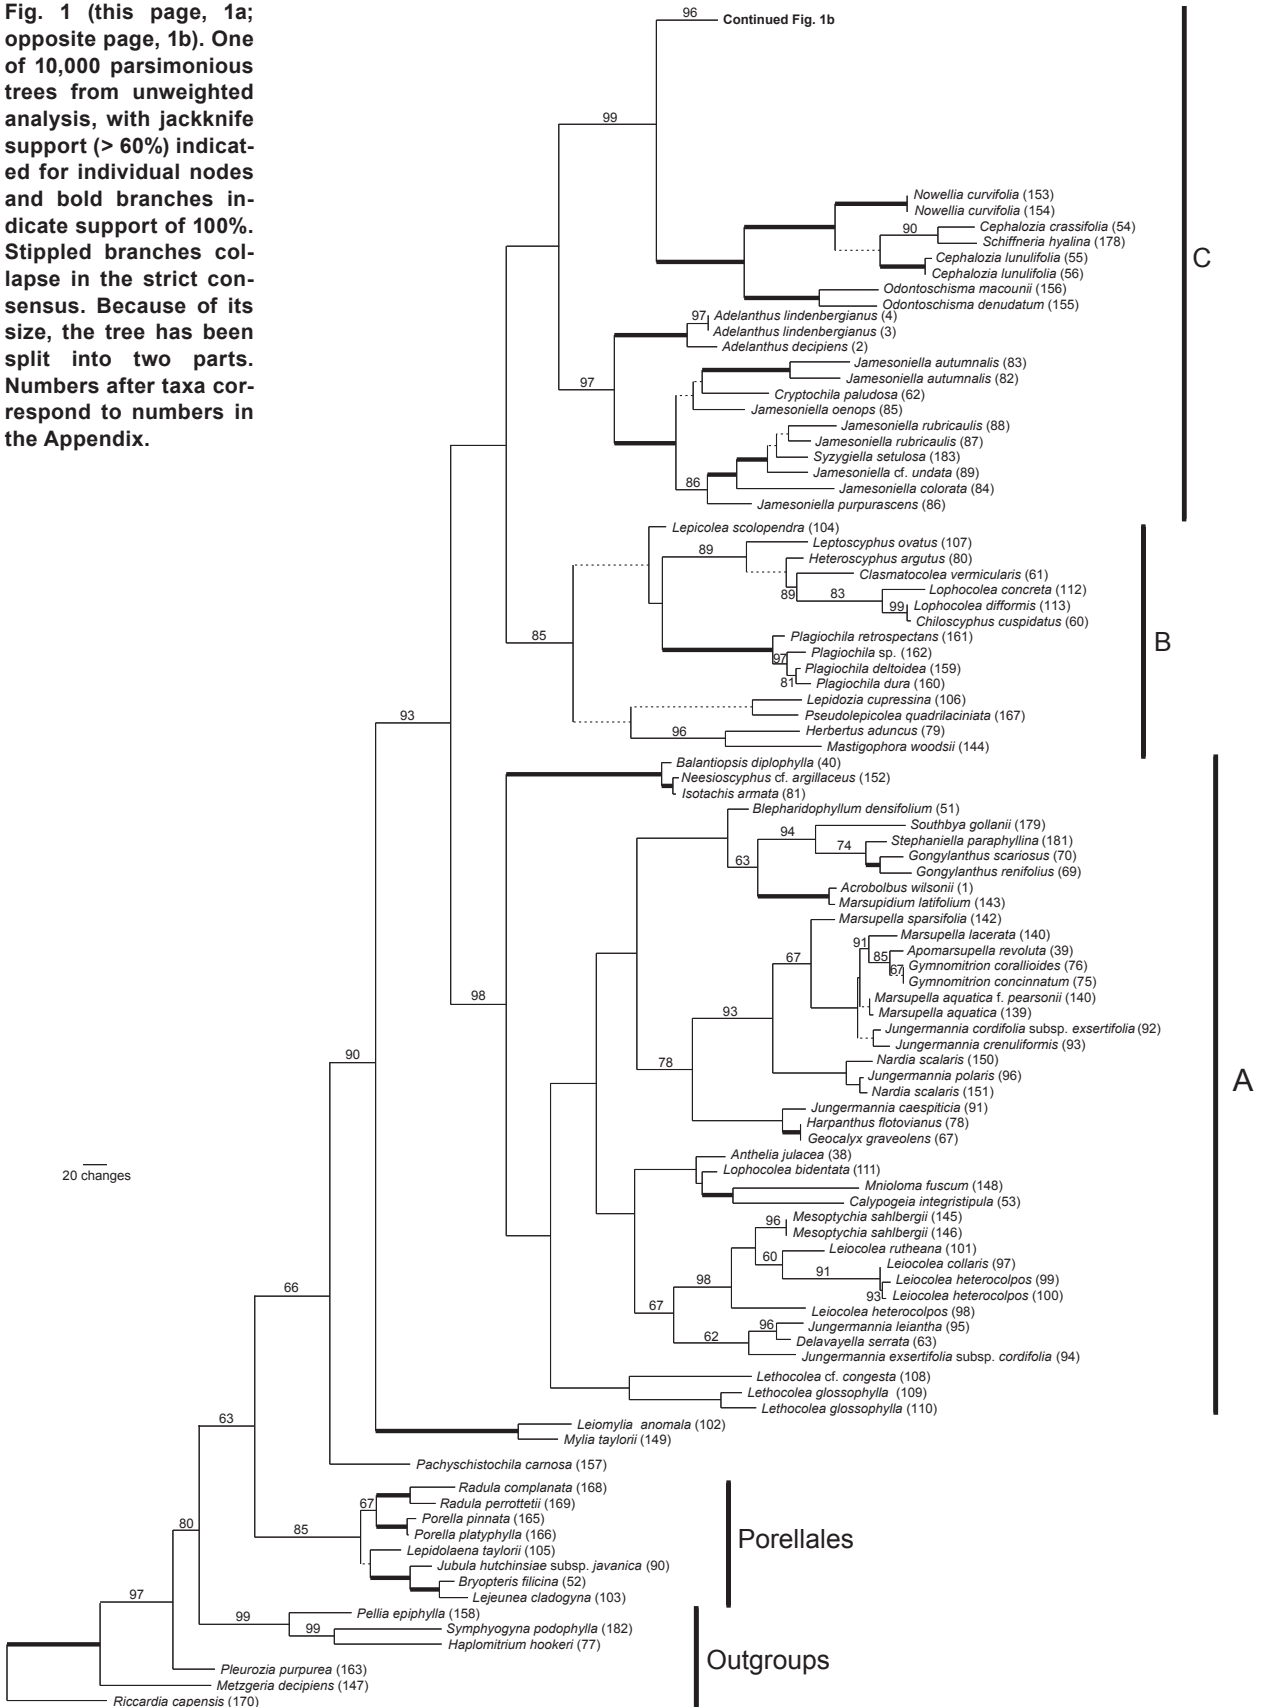 Fig. 1 (this page, 1a;
opposite page, 1b). One
of 10,000 parsimonious
trees from unweighted
analysis, with jackknife
support (> 60%) indicat-
ed for individual nodes
and bold branches in-
dicate support of 100%.
Stippled branches col-
lapse in the strict con-
sensus. Because of its
size, the tree has been
split into two parts.
Numbers after taxa cor-
respond to numbers in
the Appendix.
96
Continued Fig. 1b
99
Nowellia curvifolia (153)
Nowellia curvifolia (154)
90
Cephalozia crassifolia (54)
Schiffneria hyalina (178)
Cephalozia lunulifolia (55)
Cephalozia lunulifolia (56)
Odontoschisma macounii (156)
Odontoschisma denudatum (155)
C
97
Adelanthus lindenbergianus (4)
Adelanthus lindenbergianus (3)
Adelanthus decipiens (2)
97
Jamesoniella autumnalis (83)
Jamesoniella autumnalis (82)
Cryptochila paludosa (62)
Jamesoniella oenops (85)
Jamesoniella rubricaulis (88)
Jamesoniella rubricaulis (87)
Syzygiella setulosa (183)
Jamesoniella cf. undata (89)
86
Jamesoniella colorata (84)
Jamesoniella purpurascens (86)
Lepicolea scolopendra (104)
89
Leptoscyphus ovatus (107)
Heteroscyphus argutus (80)
Clasmatocolea vermicularis (61)
89
83
Lophocolea concreta (112)
99
Lophocolea difformis (113)
Chiloscyphus cuspidatus (60)
85
Plagiochila retrospectans (161)
97
Plagiochila sp. (162)
Plagiochila deltoidea (159)
81
Plagiochila dura (160)
B
Lepidozia cupressina (106)
Pseudolepicolea quadrilaciniata (167)
96
Herbertus aduncus (79)
Mastigophora woodsii (144)
93
Balantiopsis diplophylla (40)
Neesioscyphus cf. argillaceus (152)
Isotachis armata (81)
Blepharidophyllum densifolium (51)
94
Southbya gollanii (179)
74
Stephaniella paraphyllina (181)
63
Gongylanthus scariosus (70)
Gongylanthus renifolius (69)
Acrobolbus wilsonii (1)
Marsupidium latifolium (143)
Marsupella sparsifolia (142)
67
91
Marsupella lacerata (140)
85
Apomarsupella revoluta (39)
67
Gymnomitrion corallioides (76)
Gymnomitrion concinnatum (75)
98
93
Marsupella aquatica f. pearsonii (140)
Marsupella aquatica (139)
Jungermannia cordifolia subsp. exsertifolia (92)
Jungermannia crenuliformis (93)
90
78
Nardia scalaris (150)
Jungermannia polaris (96)
Nardia scalaris (151)
A
Jungermannia caespiticia (91)
Harpanthus flotovianus (78)
Geocalyx graveolens (67)
20 changes
Anthelia julacea (38)
Lophocolea bidentata (111)
Mnioloma fuscum (148)
Calypogeia integristipula (53)
96
Mesoptychia sahlbergii (145)
Mesoptychia sahlbergii (146)
60
Leiocolea rutheana (101)
91
Leiocolea collaris (97)
98
Leiocolea heterocolpos (99)
93
Leiocolea heterocolpos (100)
66
67
Leiocolea heterocolpos (98)
96
Jungermannia leiantha (95)
62
Delavayella serrata (63)
Jungermannia exsertifolia subsp. cordifolia (94)
Lethocolea cf. congesta (108)
Lethocolea glossophylla (109)
Lethocolea glossophylla (110)
63
Leiomylia anomala (102)
Mylia taylorii (149)
Pachyschistochila carnosa (157)
Radula complanata (168)
67
Radula perrottetii (169)
80
85
Porella pinnata (165)
Porella platyphylla (166)
Porellales
Lepidolaena taylorii (105)
Jubula hutchinsiae subsp. javanica (90)
Bryopteris filicina (52)
Lejeunea cladogyna (103)
97
99
Pellia epiphylla (158)
99
Symphyogyna podophylla (182)
Haplomitrium hookeri (77)
Outgroups
Pleurozia purpurea (163)
Metzgeria decipiens (147)
Riccardia capensis (170)